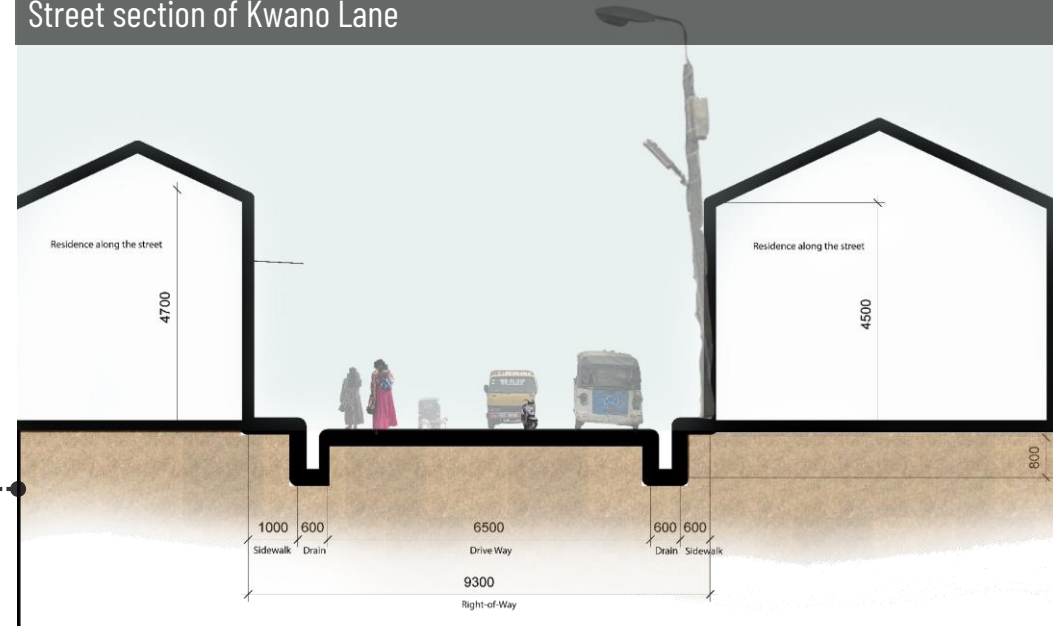 Street section of Kwano Lane
Residence along the street
Residence along the street
4700
4500
800
1000 600 6500 600 600
Sidewalk Drain Drive Way Drain Sidewalk
9300
Right-of-Way